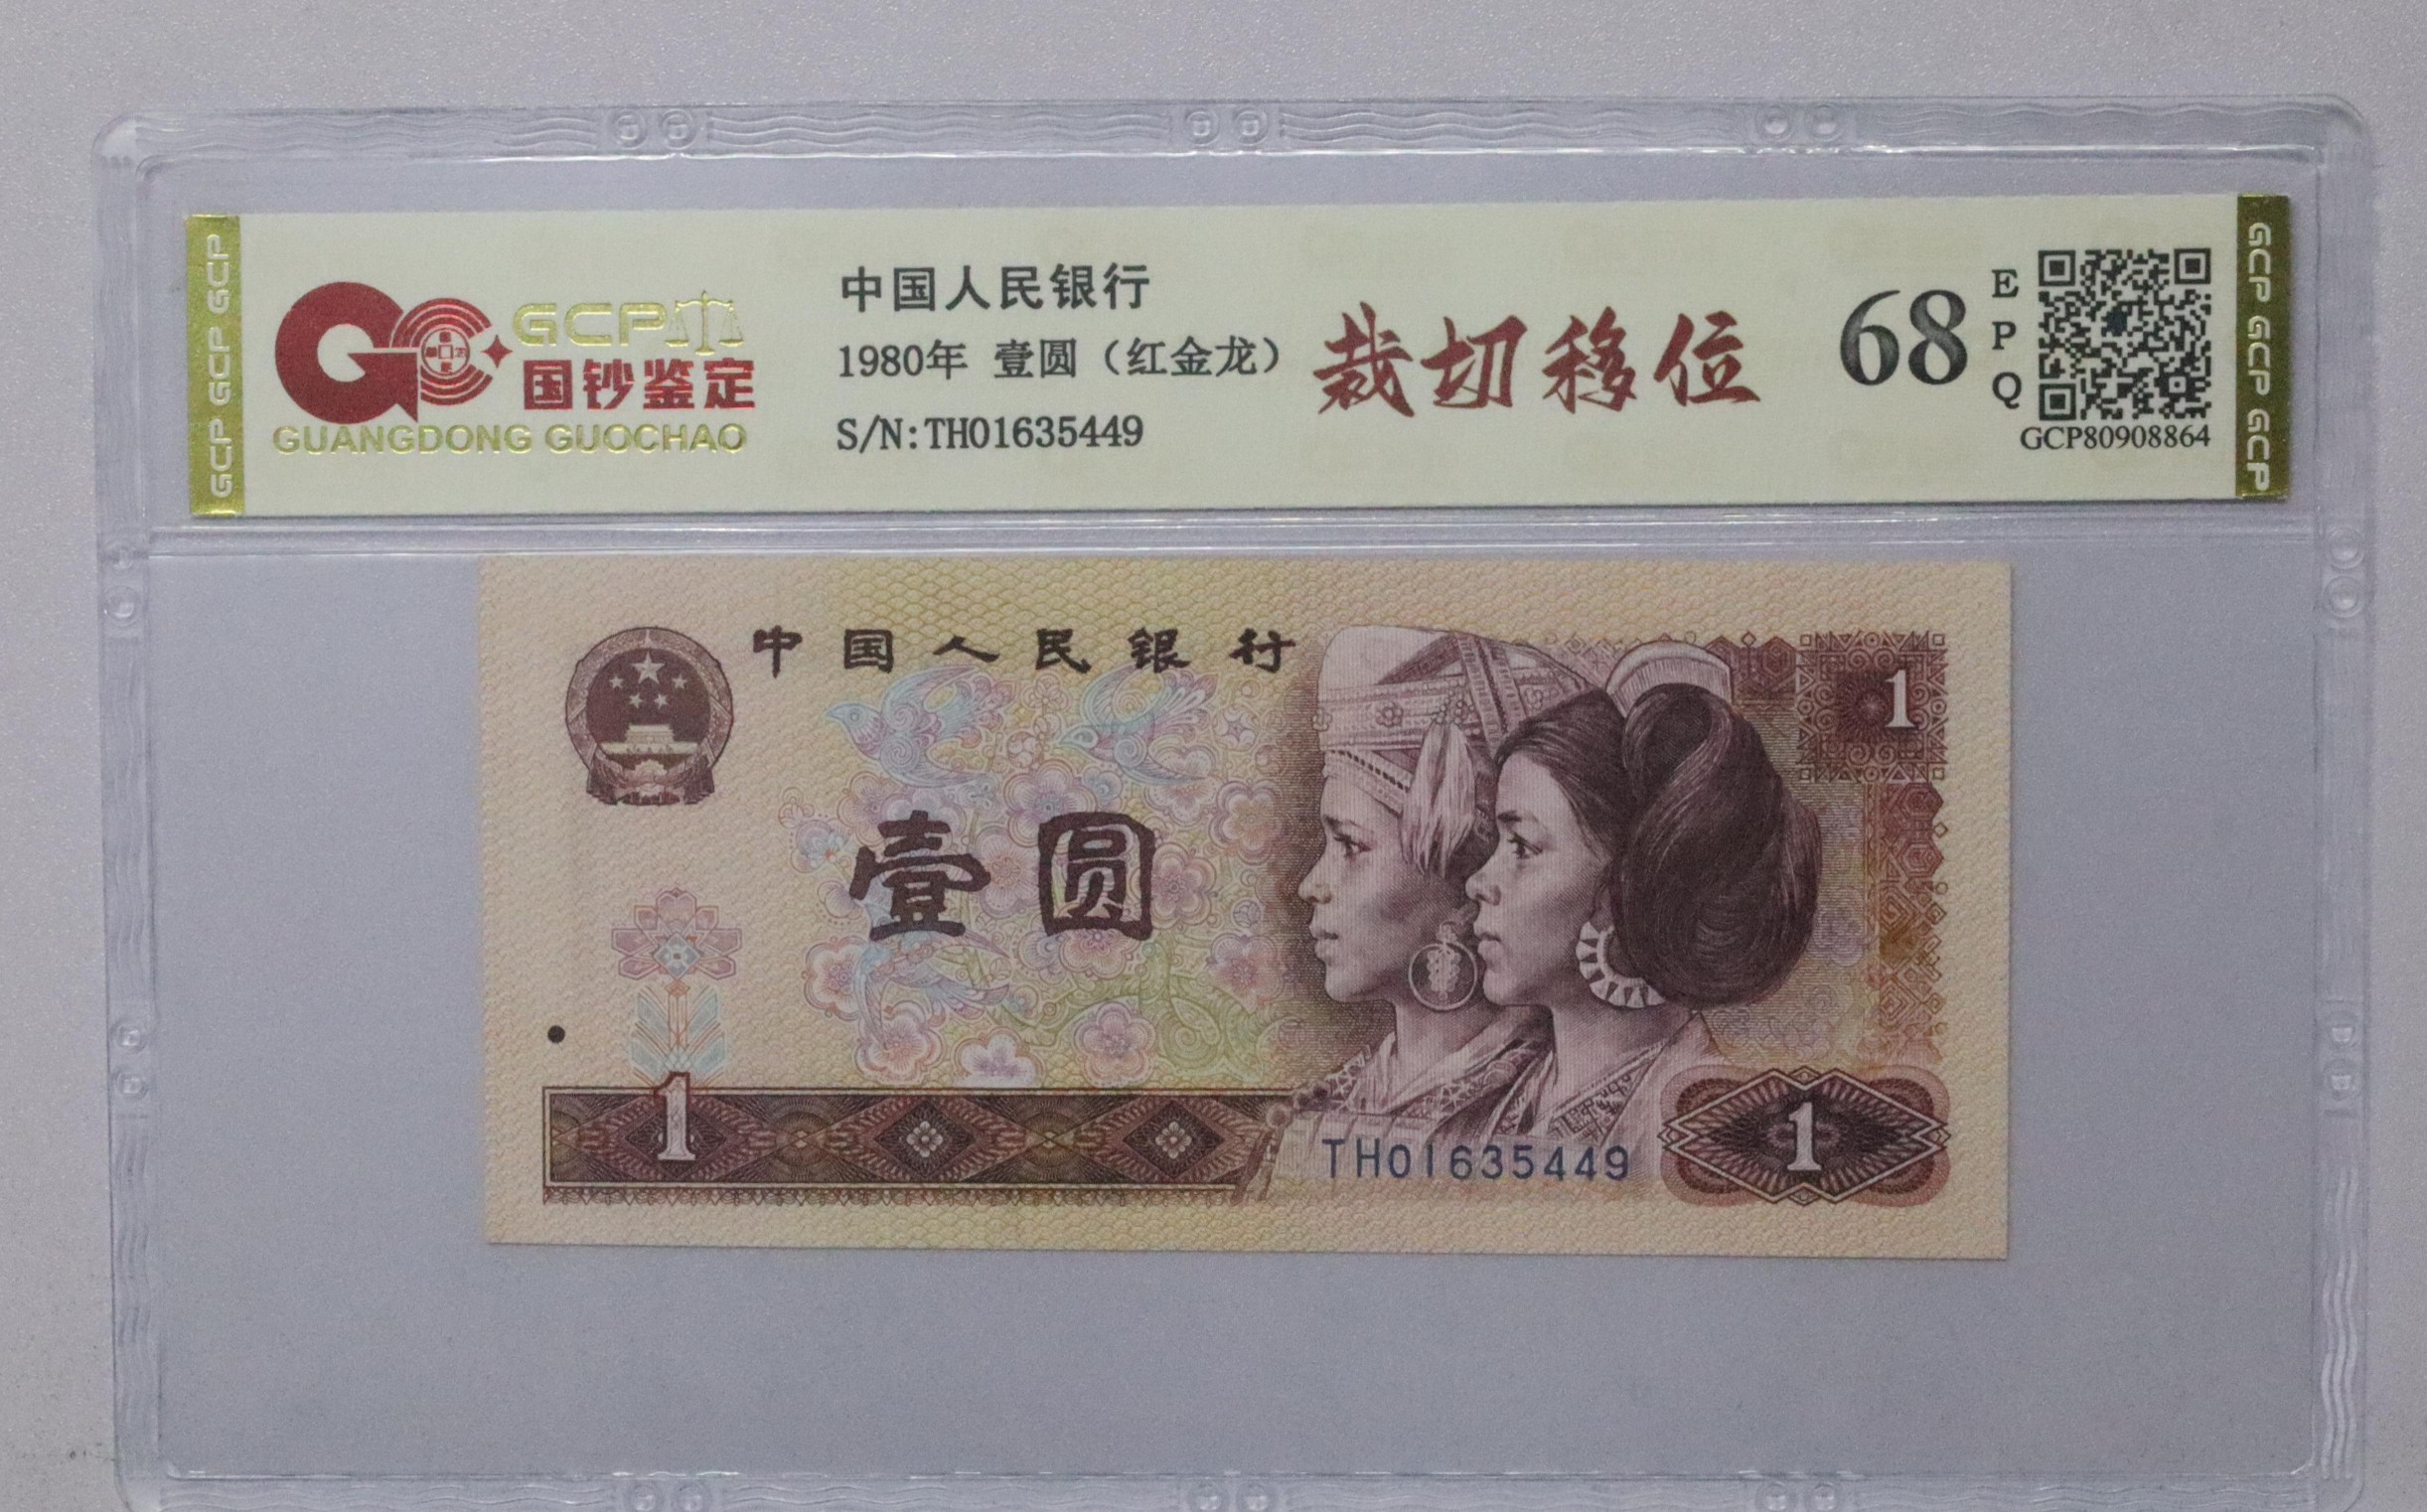 GCP GCP GCP
GCP
国钞鉴定
GUANGDONG GUOCHAO
中国人民银行
1980年 壹圆（红金龙）
S/N:TH01635449
裁切移位
68
EPQ
GCP80908864
GCP GCP GCP
中国人民银行
1
壹圆
1
TH01635449
1